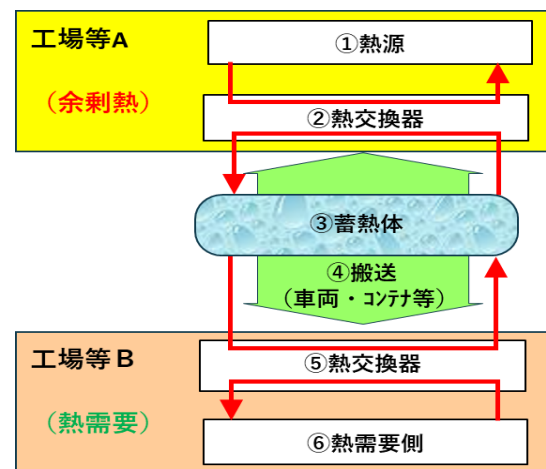 工場等A
①熱源
（余剰熱）
②熱交換器
③蓄熱体
④搬送
（車両・ｺﾝﾃﾅ等）
工場等Ｂ
⑤熱交換器
（熱需要）
⑥熱需要側